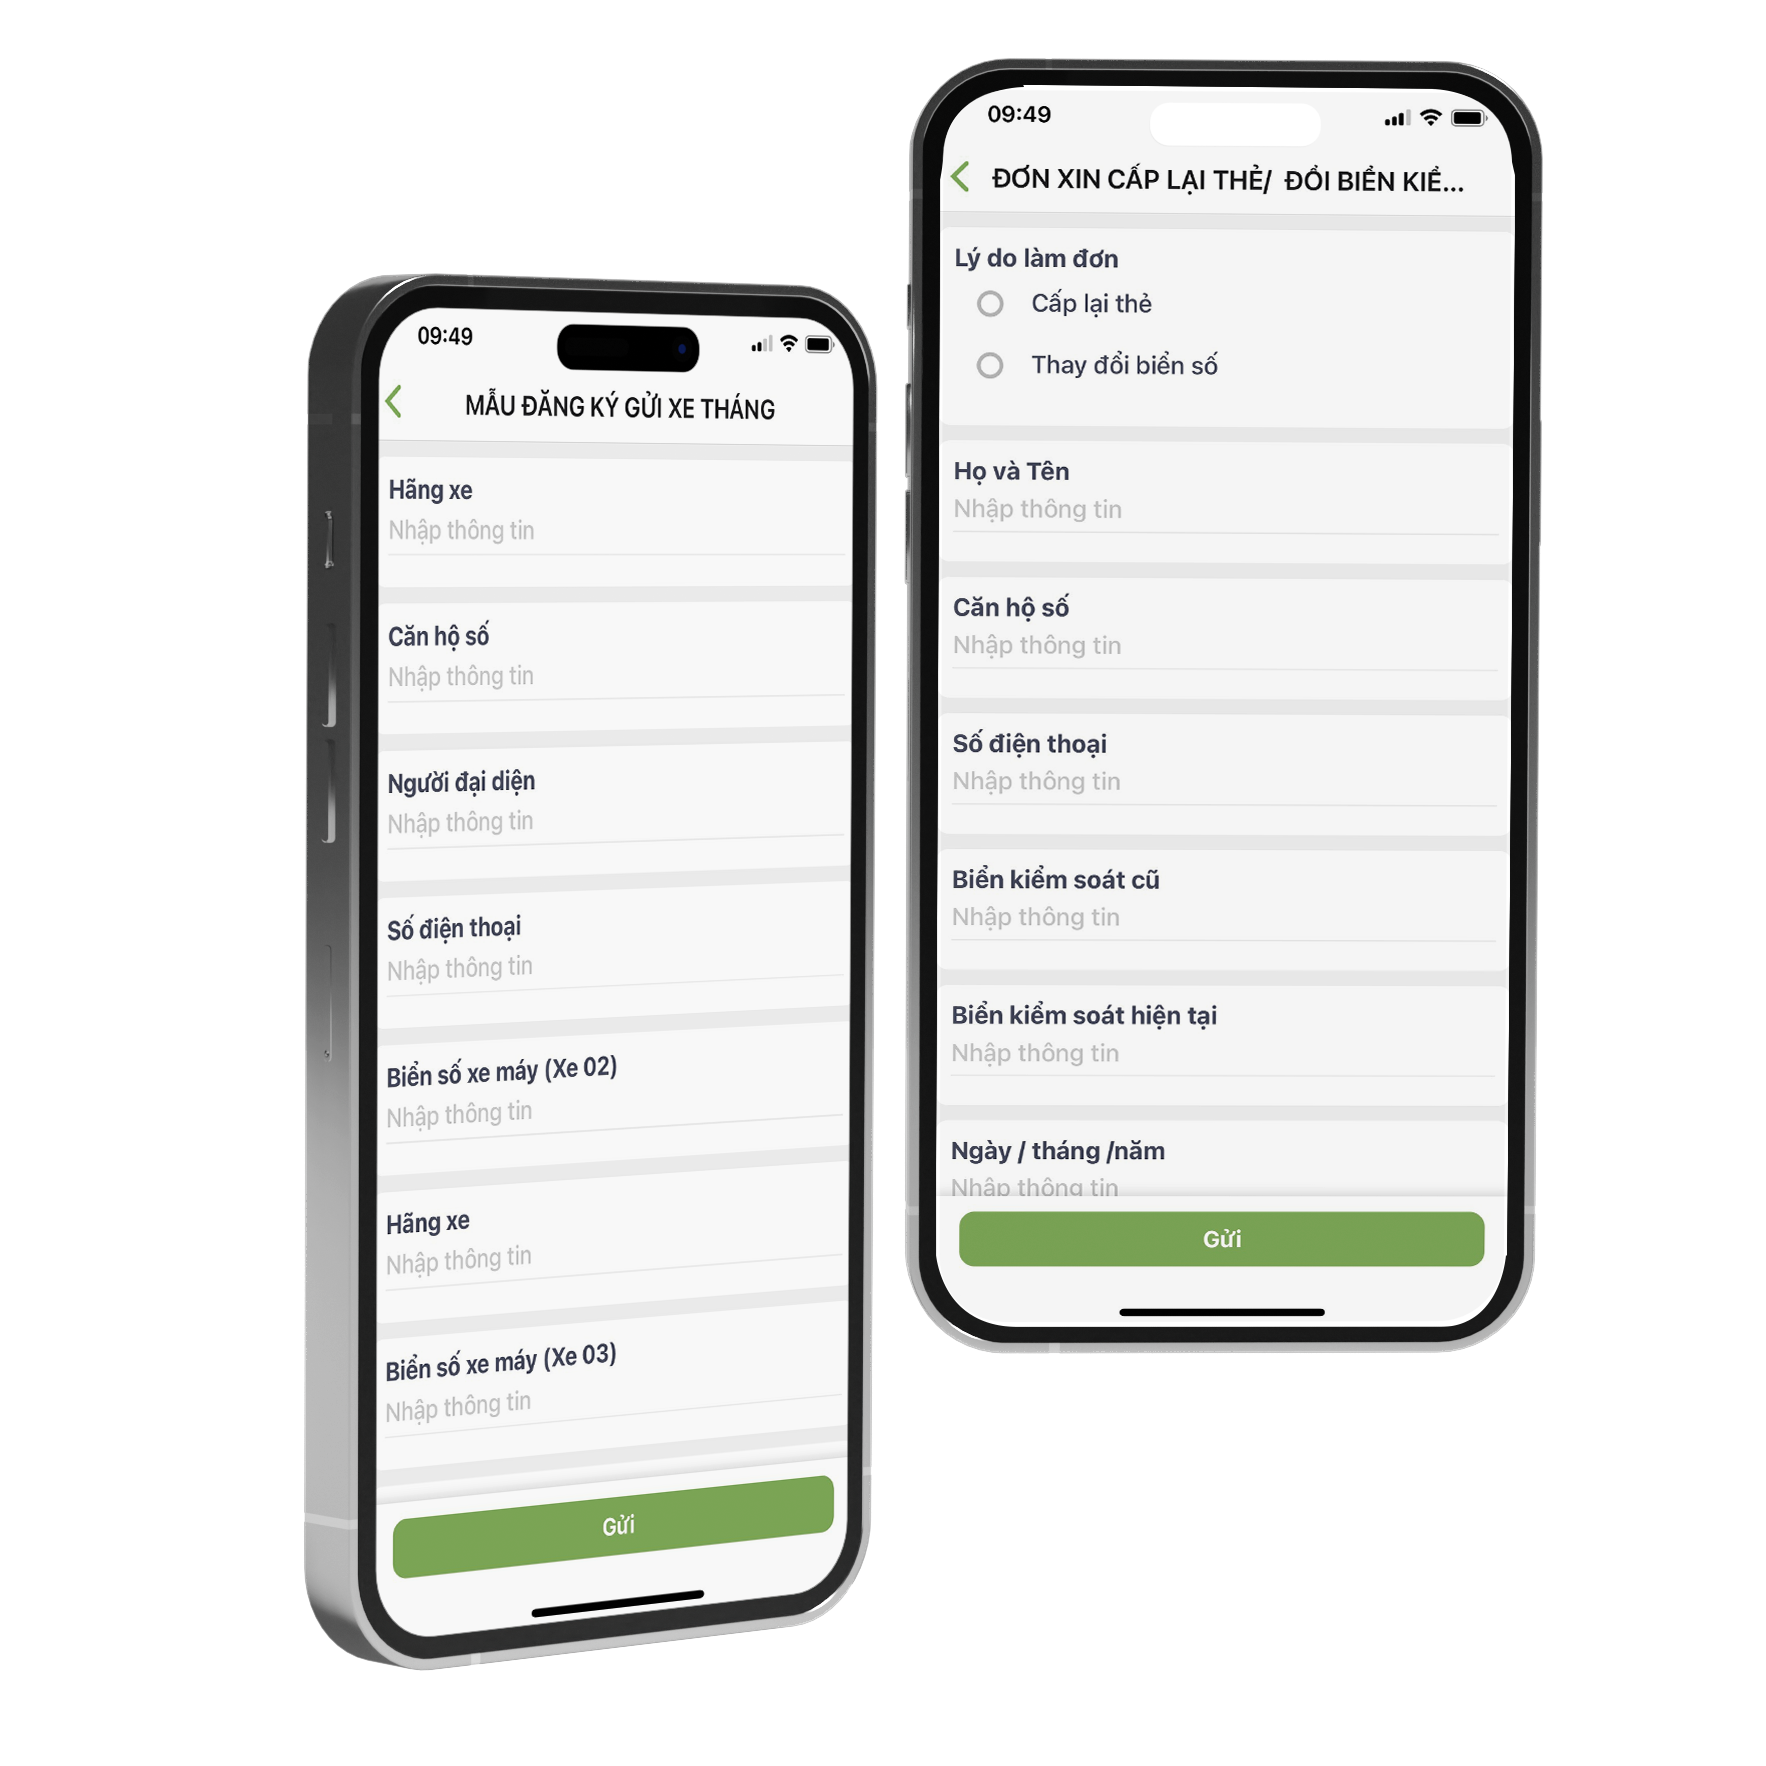 09:49
MẪU ĐĂNG KÝ GỬI XE THÁNG
Hãng xe
Nhập thông tin
Căn hộ số
Nhập thông tin
Người đại diện
Nhập thông tin
Số điện thoại
Nhập thông tin
Biển số xe máy (Xe 02)
Nhập thông tin
Hãng xe
Nhập thông tin
Biển số xe máy (Xe 03)
Nhập thông tin
Gửi
09:49
ĐƠN XIN CẤP LẠI THẺ/ ĐỔI BIỂN KIỂ...
Lý do làm đơn
Cấp lại thẻ
Thay đổi biển số
Họ và Tên
Nhập thông tin
Căn hộ số
Nhập thông tin
Số điện thoại
Nhập thông tin
Biển kiểm soát cũ
Nhập thông tin
Biển kiểm soát hiện tại
Nhập thông tin
Ngày / tháng /năm
Nhập thông tin
Gửi